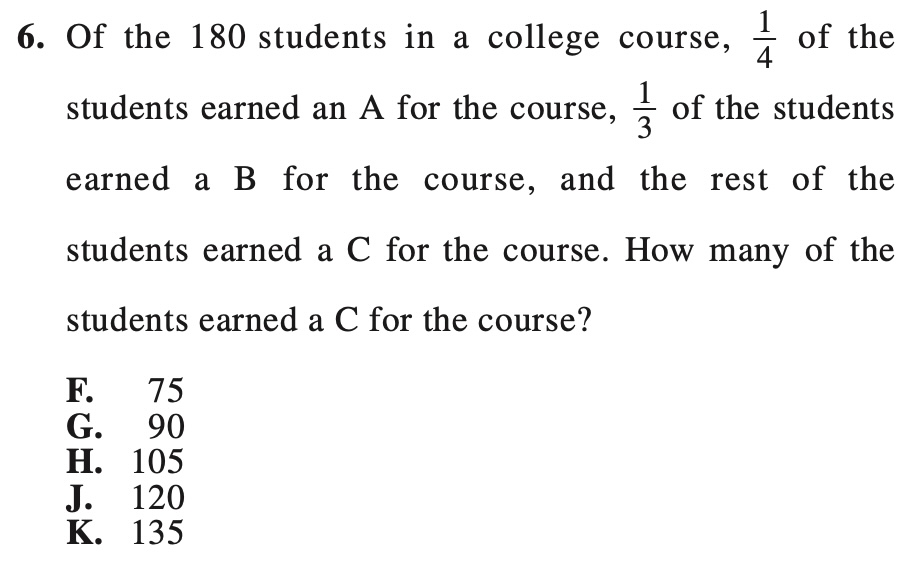 6. Of the 180 students in a college course, 1/4 of the
students earned an A for the course, 1/3 of the students
earned a B for the course, and the rest of the
students earned a C for the course. How many of the
students earned a C for the course?
F. 75
G. 90
H. 105
J. 120
K. 135